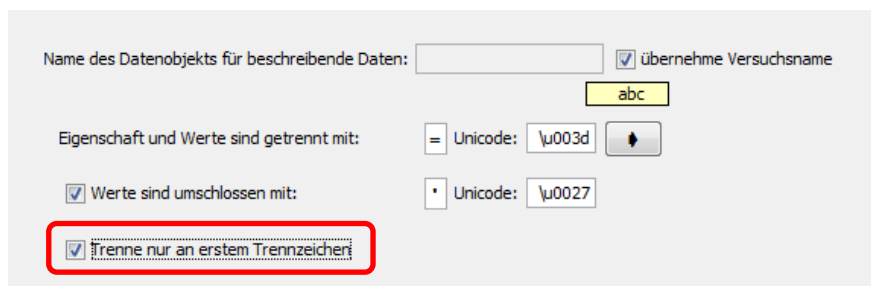 Name des Datenobjekts für beschreibende Daten: übernehme Versuchsname
abc
Eigenschaft und Werte sind getrennt mit: = Unicode: \u003d
Werte sind umschlossen mit: ' Unicode: \u0027
Trenne nur an erstem Trennzeichen